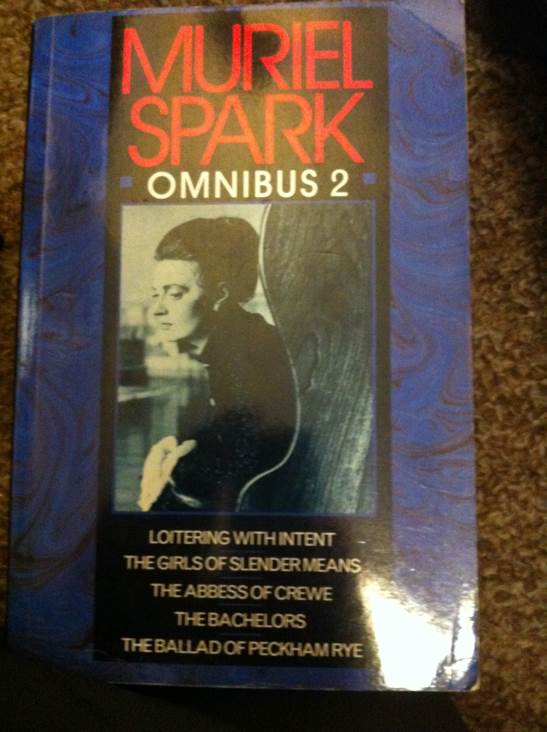 MURIEL
SPARK
OMNIBUS 2
LOITERING WITH INTENT
THE GIRLS OF SLENDER MEANS
THE ABBESS OF CREWE
THE BACHELORS
THE BALLAD OF PECKHAM RYE